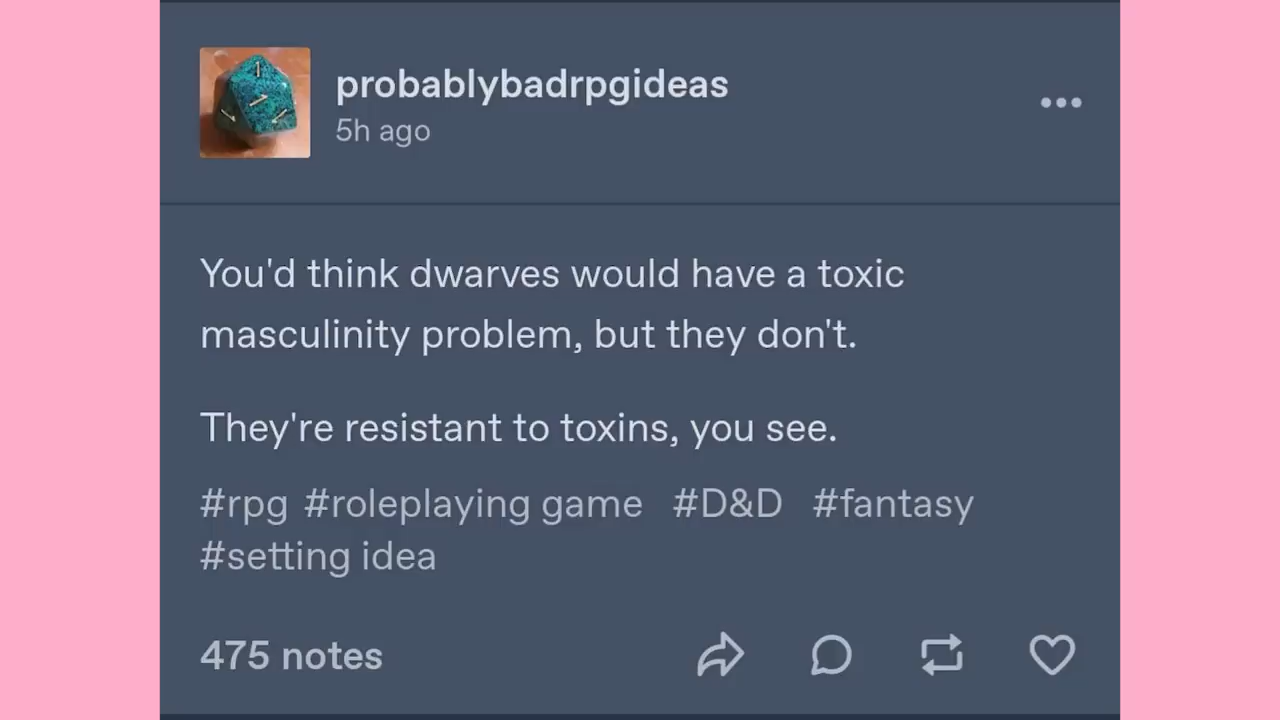 probablybadrpgideas
5h ago
You'd think dwarves would have a toxic
masculinity problem, but they don't.
They're resistant to toxins, you see.
#rpg #roleplaying game #D&D #fantasy
#setting idea
475 notes